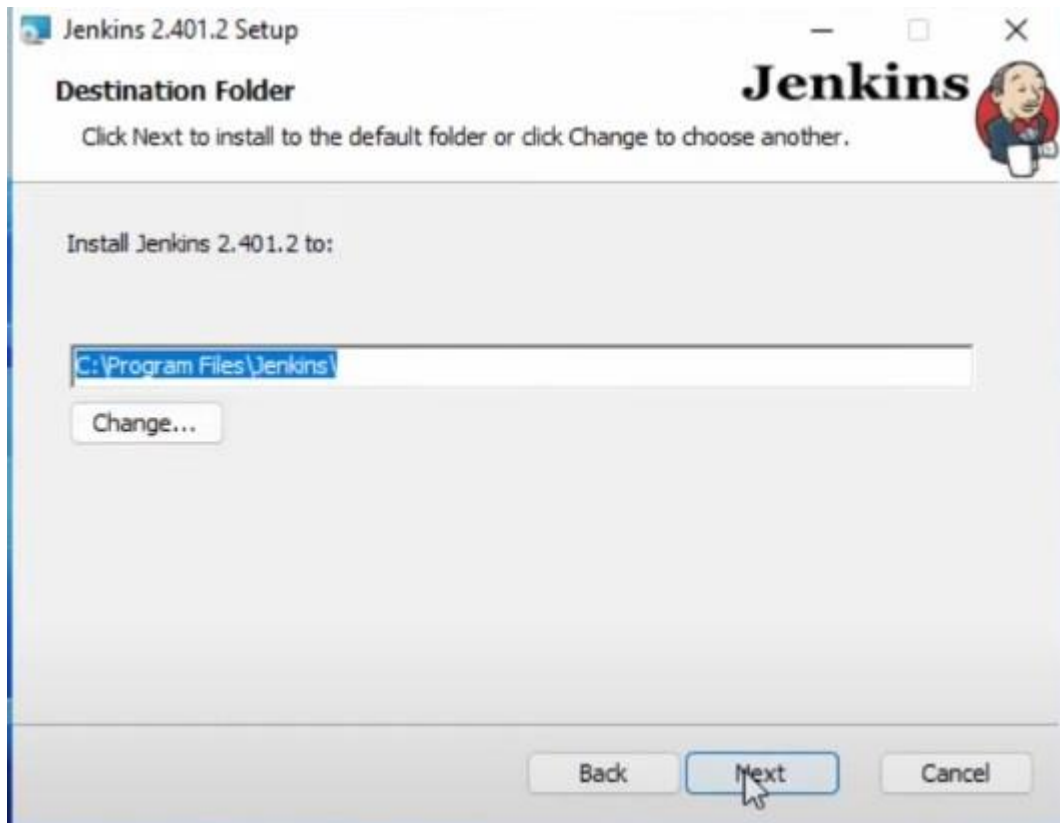 Jenkins 2.401.2 Setup
Destination Folder
Jenkins
Click Next to install to the default folder or click Change to choose another.
Install Jenkins 2.401.2 to:
C:\Program Files\Jenkins\
Change...
Back
Next
Cancel